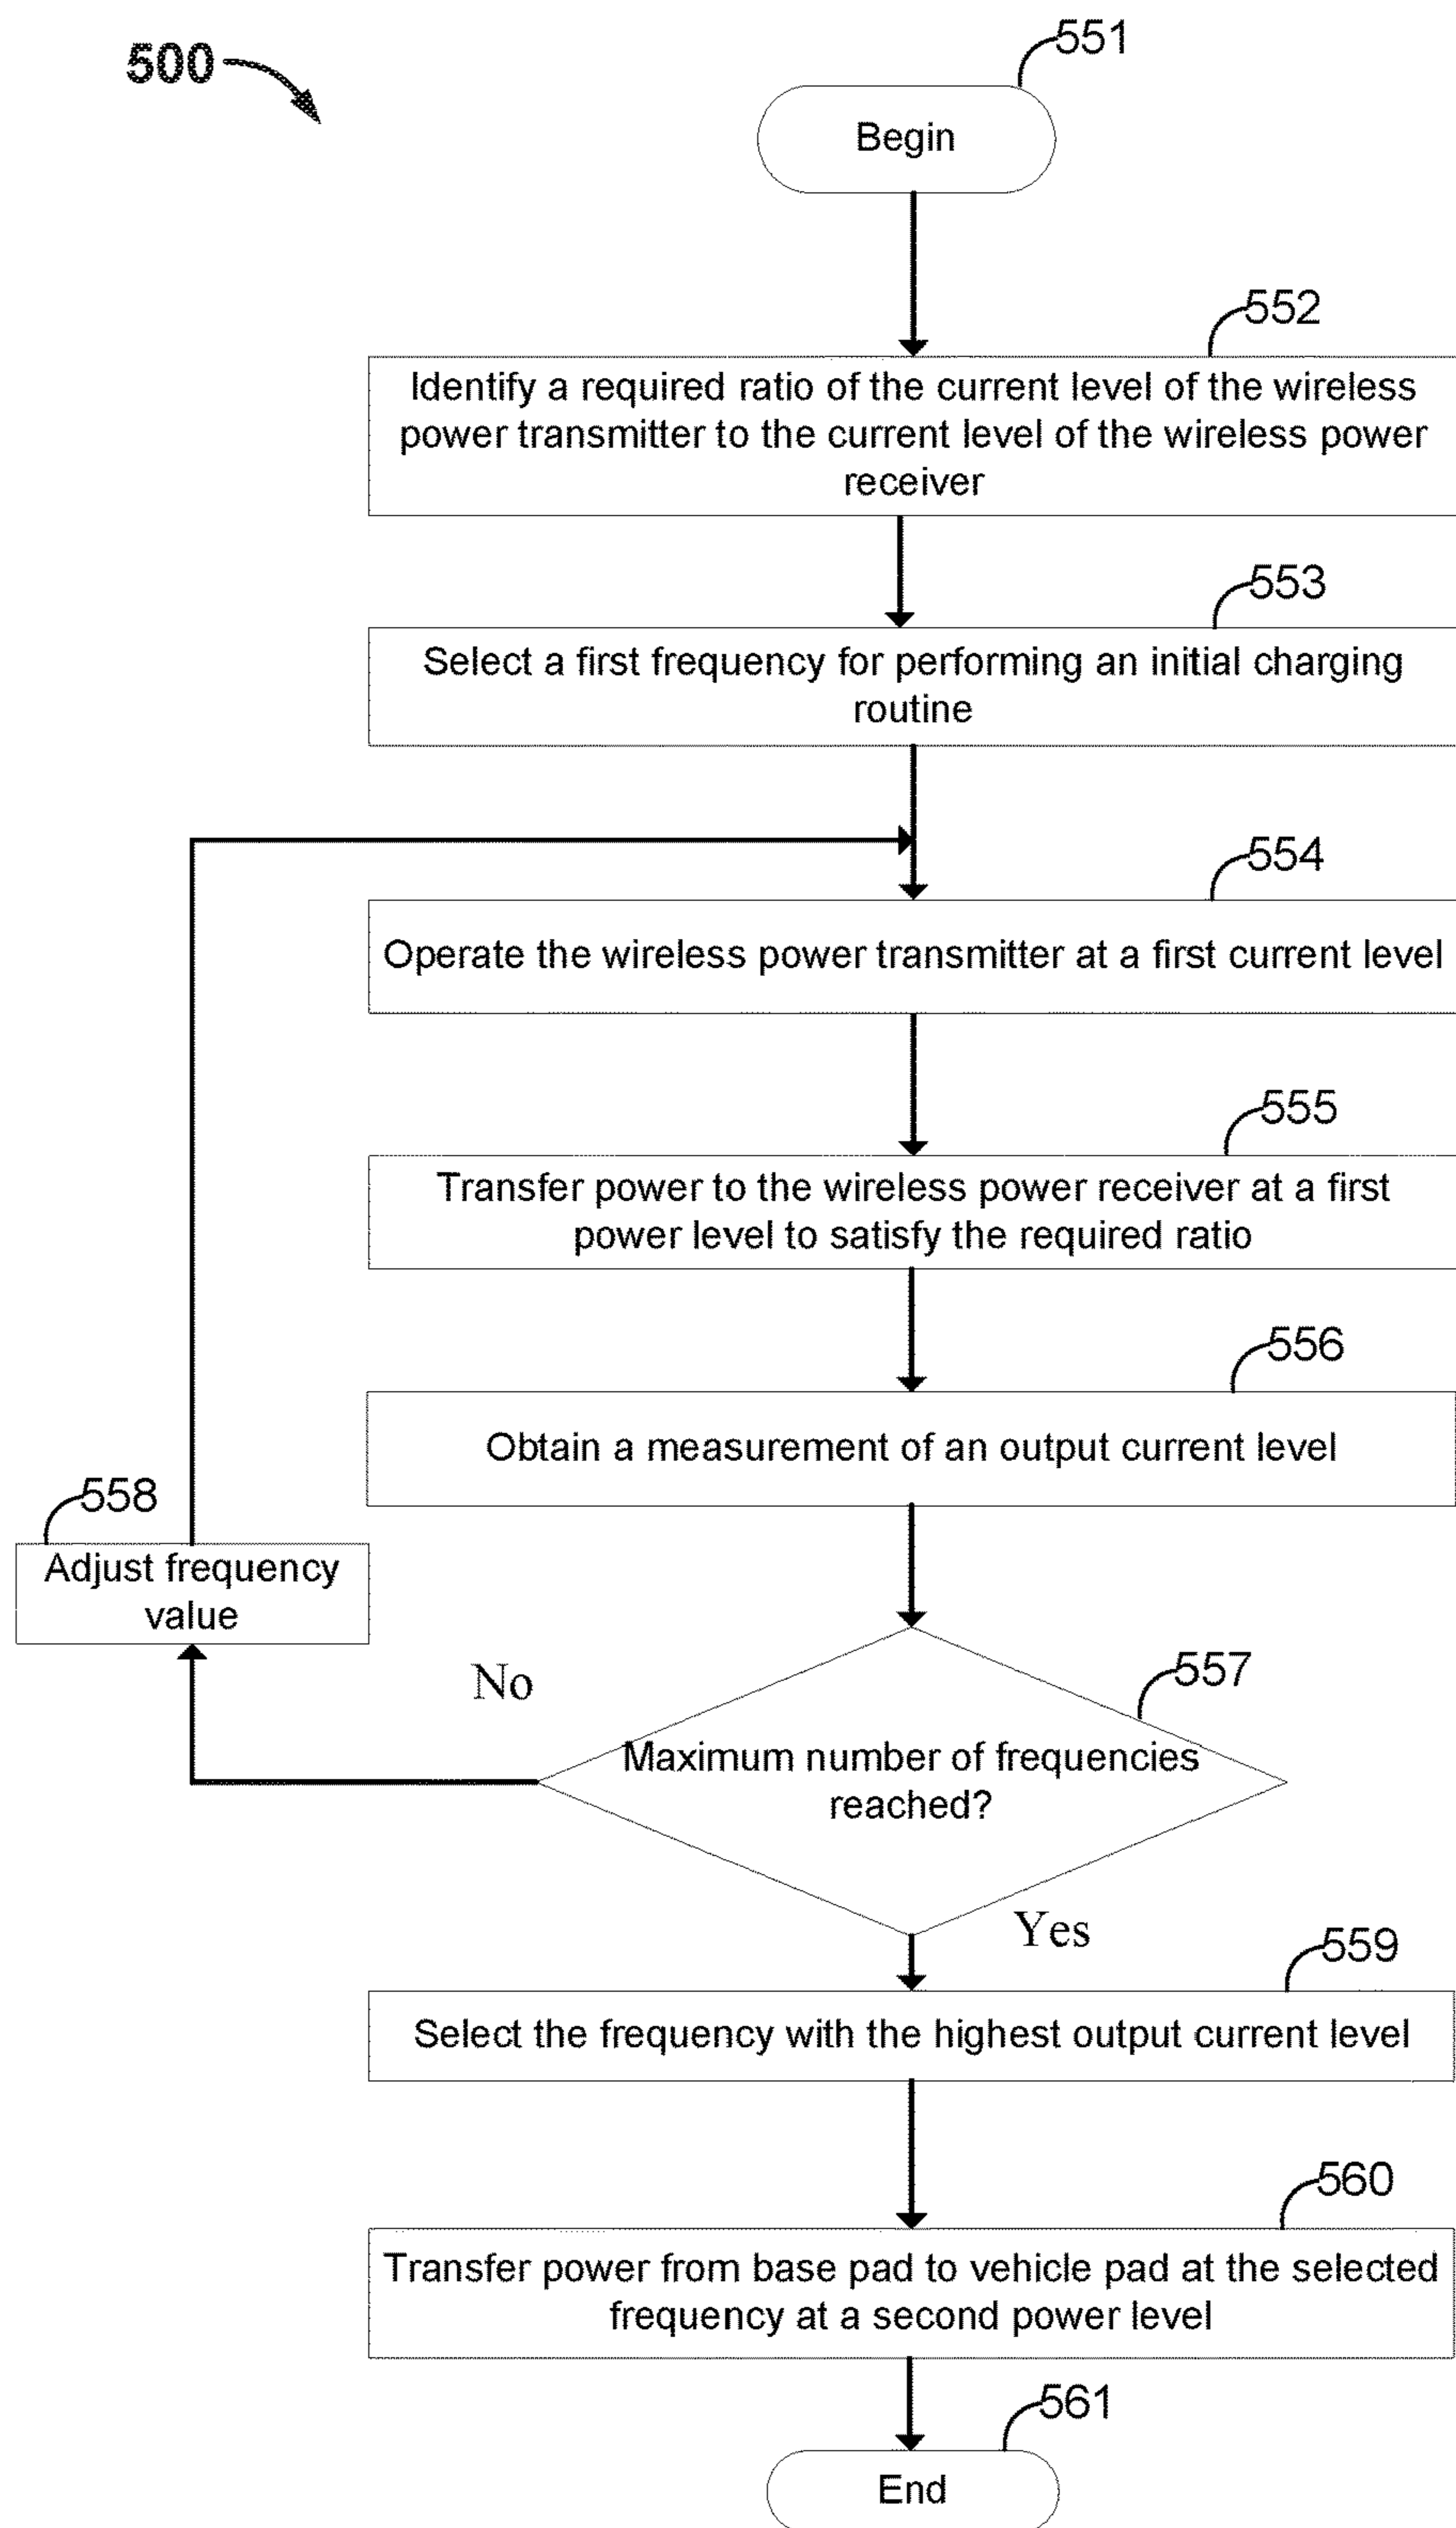 500
551
Begin
552
Identify a required ratio of the current level of the wireless
power transmitter to the current level of the wireless power
receiver
553
Select a first frequency for performing an initial charging
routine
554
Operate the wireless power transmitter at a first current level
555
Transfer power to the wireless power receiver at a first
power level to satisfy the required ratio
556
Obtain a measurement of an output current level
558
Adjust frequency
value
No
557
Maximum number of frequencies
reached?
Yes
559
Select the frequency with the highest output current level
560
Transfer power from base pad to vehicle pad at the selected
frequency at a second power level
561
End